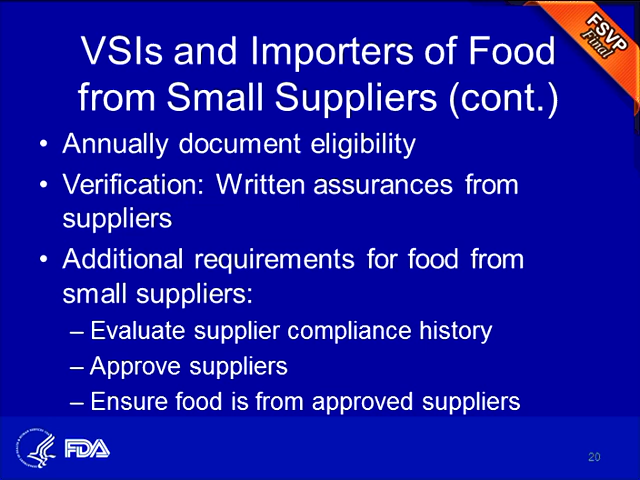 FSVP
Final
VSIs and Importers of Food
from Small Suppliers (cont.)
• Annually document eligibility
• Verification: Written assurances from
suppliers
• Additional requirements for food from
small suppliers:
– Evaluate supplier compliance history
– Approve suppliers
– Ensure food is from approved suppliers
FDA
20